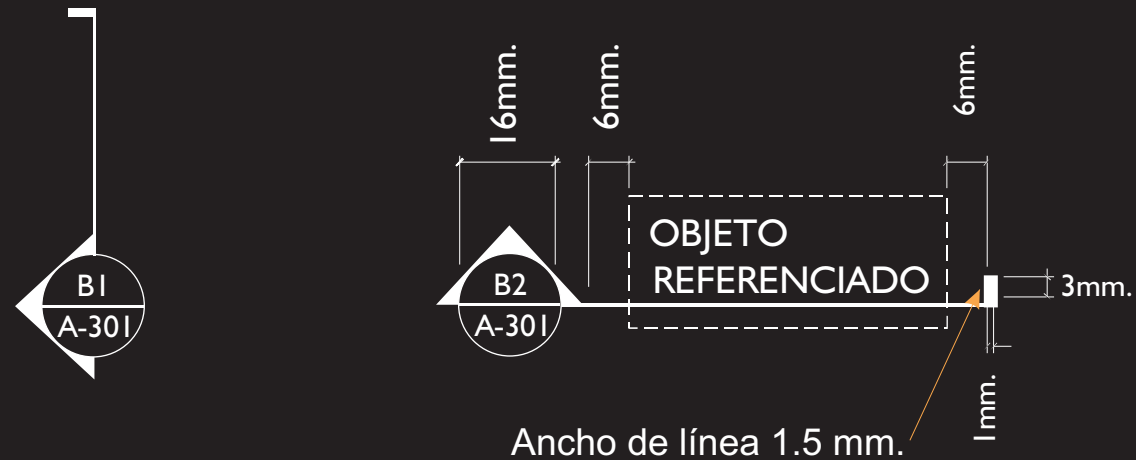 16mm.
6mm.
6mm.
OBJETO
REFERENCIADO
B1
A-301
B2
A-301
3mm.
1mm.
Ancho de línea 1.5 mm.